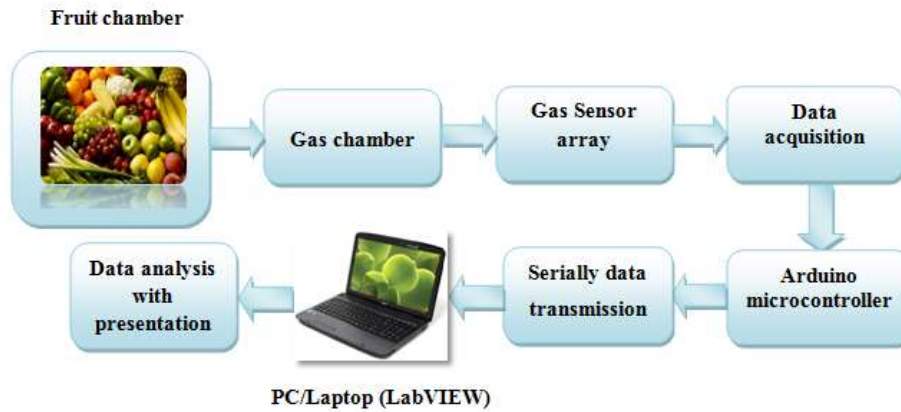 Fruit chamber
Gas chamber
Gas Sensor
array
Data
acquisition
Arduino
microcontroller
Serially data
transmission
PC/Laptop (LabVIEW)
Data analysis
with
presentation